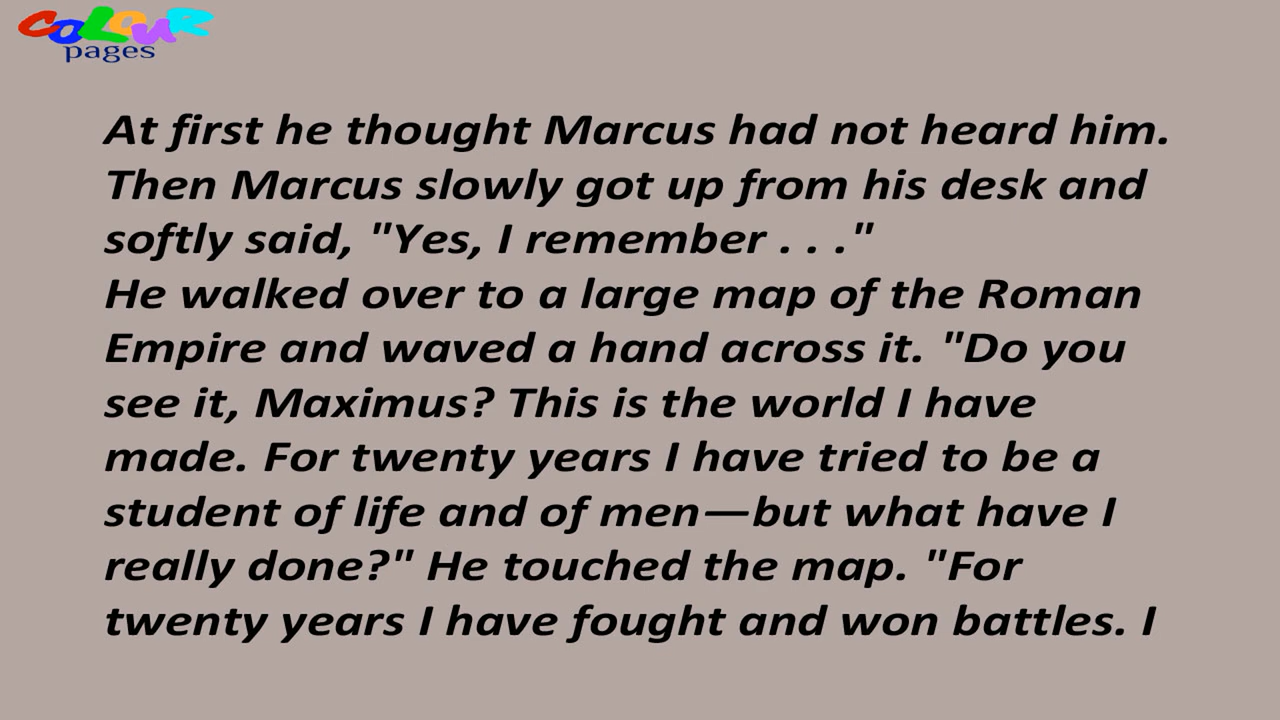 COLOUR
pages
At first he thought Marcus had not heard him.
Then Marcus slowly got up from his desk and
softly said, "Yes, I remember . . ."
He walked over to a large map of the Roman
Empire and waved a hand across it. "Do you
see it, Maximus? This is the world I have
made. For twenty years I have tried to be a
student of life and of men—but what have I
really done?" He touched the map. "For
twenty years I have fought and won battles. I